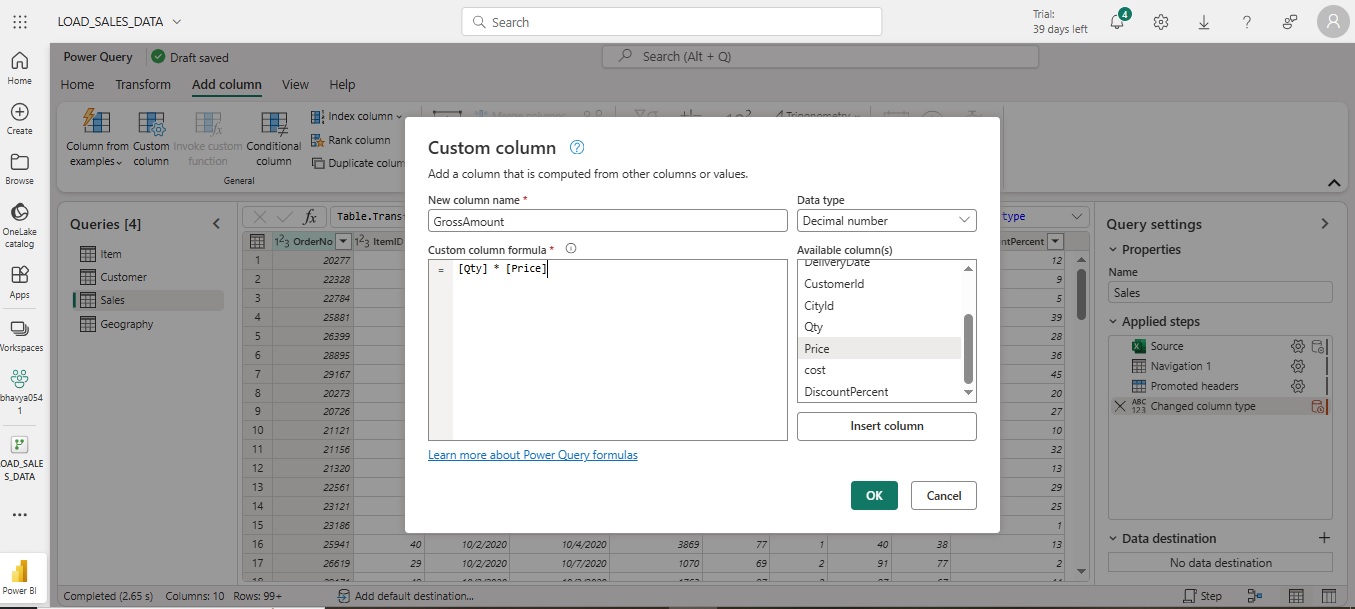 LOAD_SALES_DATA
Search
Trial:
39 days left
4
A
Power Query
Draft saved
Search (Alt + Q)
Home
Transform
Add column
View
Help
Home
Create
Browse
OneLake
catalog
Apps
Workspaces
bhavya054
1
LOAD_SALE
S_DATA
Power BI
Column from
examples
Custom
column
Invoke custom
function
Conditional
column
Index column
Rank column
Duplicate colum
General
Custom column
Add a column that is computed from other columns or values.
New column name *
GrossAmount
Data type
Decimal number
Custom column formula *
= [Qty] * [Price]
Available column(s)
DeliveryDate
CustomerId
CityId
Qty
Price
cost
DiscountPercent
Insert column
Learn more about Power Query formulas
OK
Cancel
Queries [4]
Item
Customer
Sales
Geography
fx
Table.Trans
type
OrderNo
ItemID
ntPercent
1 20277 12
2 22328 9
3 22784 5
4 25881 39
5 26399 28
6 28895 36
7 29167 45
8 20273 20
9 20726 27
10 21121 10
11 21156 32
12 21320 13
13 22561 29
14 23121 25
15 23186 1
16 25941 40 10/2/2020 10/4/2020 3869 77 1 40 38 13
17 26619 29 10/2/2020 10/7/2020 1070 69 2 91 77 2
18
Query settings
Properties
Name
Sales
Applied steps
Source
Navigation 1
Promoted headers
ABC
123
Changed column type
Data destination
No data destination
Completed (2.65 s) Columns: 10 Rows: 99+
Add default destination...
Step